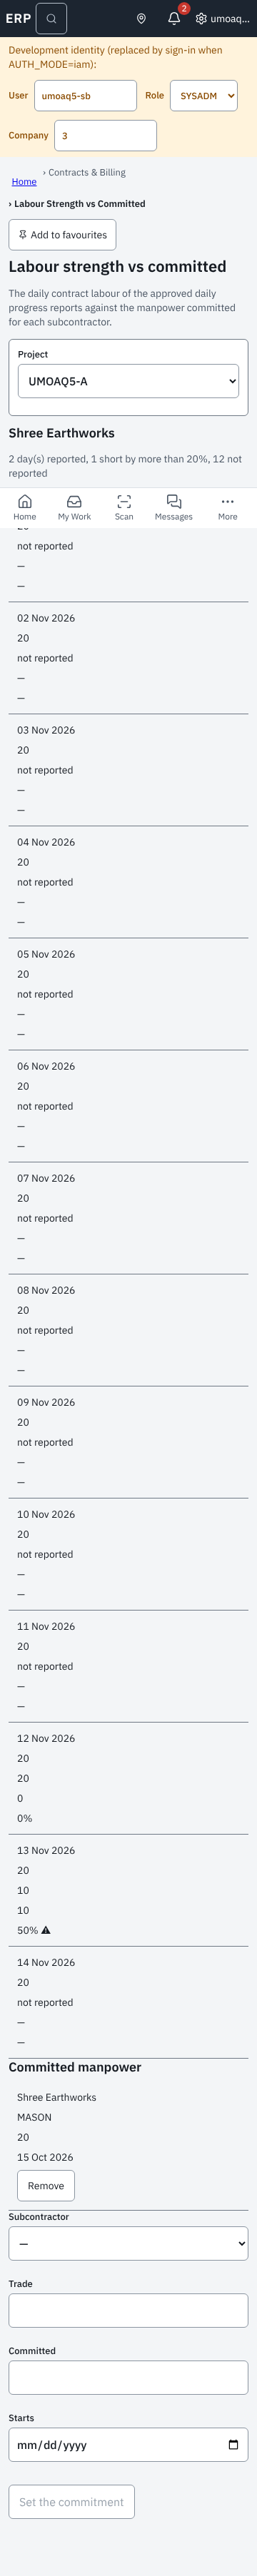 ERP
2
umoaq...
Development identity (replaced by sign-in when
AUTH_MODE=iam):
User umoaq5-sb Role SYSADM
Company 3
Home › Contracts & Billing
› Labour Strength vs Committed
Add to favourites
Labour strength vs committed
The daily contract labour of the approved daily
progress reports against the manpower committed
for each subcontractor.
Project
UMOAQ5-A
Shree Earthworks
2 day(s) reported, 1 short by more than 20%, 12 not
reported
Home My Work Scan Messages More
not reported
—
—
02 Nov 2026
20
not reported
—
—
03 Nov 2026
20
not reported
—
—
04 Nov 2026
20
not reported
—
—
05 Nov 2026
20
not reported
—
—
06 Nov 2026
20
not reported
—
—
07 Nov 2026
20
not reported
—
—
08 Nov 2026
20
not reported
—
—
09 Nov 2026
20
not reported
—
—
10 Nov 2026
20
not reported
—
—
11 Nov 2026
20
not reported
—
—
12 Nov 2026
20
20
0
0%
13 Nov 2026
20
10
10
50% ⚠
14 Nov 2026
20
not reported
—
—
Committed manpower
Shree Earthworks
MASON
20
15 Oct 2026
Remove
Subcontractor
—
Trade
Committed
Starts
mm/dd/yyyy
Set the commitment